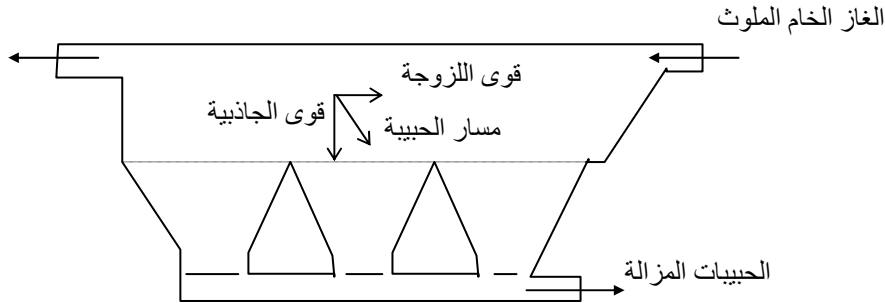 الغاز الخام الملوث
قوى اللزوجة
قوى الجاذبية
مسار الحبيبة
الحبيبات المزالة